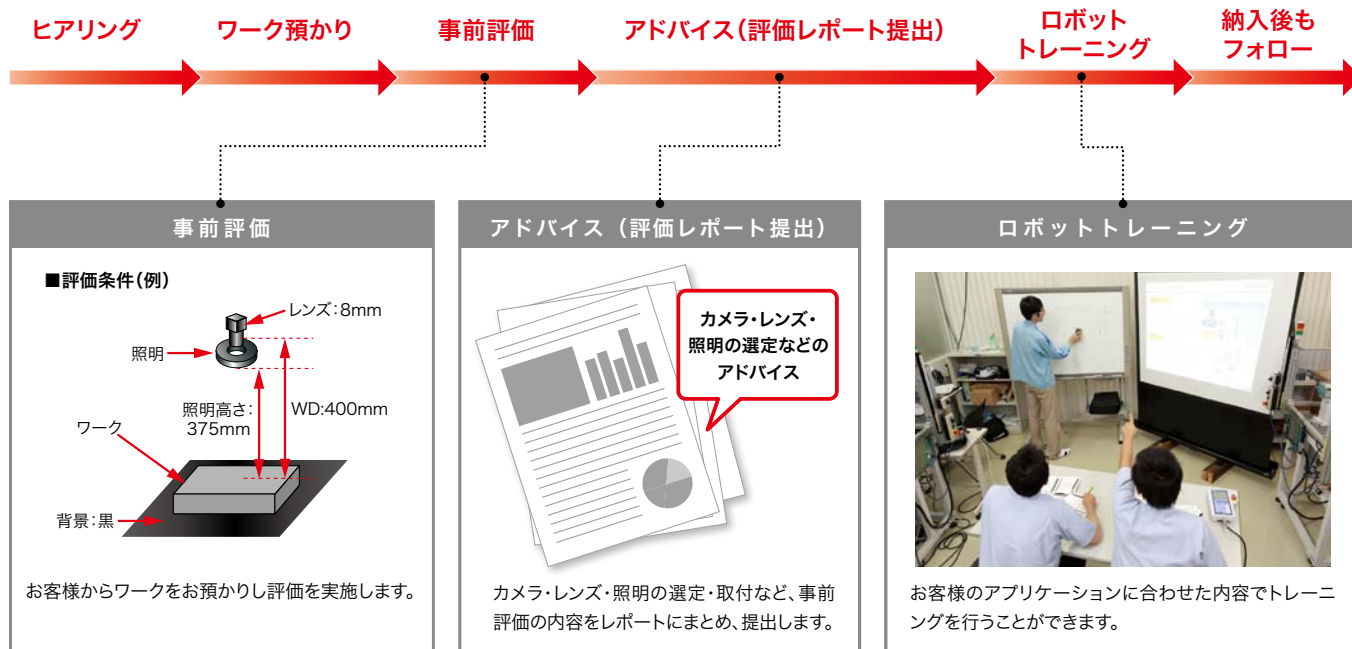 ヒアリング
ワーク預かり
事前評価
アドバイス（評価レポート提出）
ロボット
トレーニング
納入後も
フォロー
事前評価
■評価条件（例）
レンズ：8mm
照明
照明高さ：
375mm
WD:400mm
ワーク
背景：黒
お客様からワークをお預かりし評価を実施します。
アドバイス（評価レポート提出）
カメラ・レンズ・
照明の選定などの
アドバイス
カメラ・レンズ・照明の選定・取付など、事前
評価の内容をレポートにまとめ、提出します。
ロボットトレーニング
お客様のアプリケーションに合わせた内容でトレーニ
ングを行うことができます。